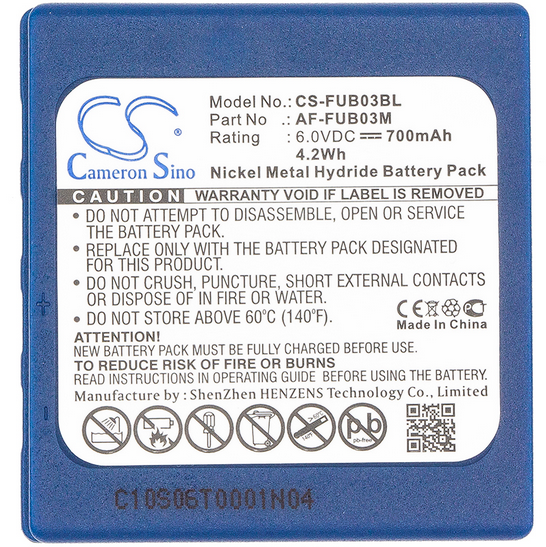 CS
Cameron Sino
Model No.: CS-FUB03BL
Part No : AF-FUB03M
Rating : 6.0VDC 700mAh
4.2Wh
Nickel Metal Hydride Battery Pack
CAUTION WARRANTY VOID IF LABEL IS REMOVED
• DO NOT ATTEMPT TO DISASSEMBLE, OPEN OR SERVICE
THE BATTERY PACK.
• REPLACE ONLY WITH THE BATTERY PACK DESIGNATED
FOR YOUR PRODUCT.
• DO NOT CRUSH, PUNCTURE, SHORT EXTERNAL CONTACTS
OR DISPOSE OF IN FIRE OR WATER.
• DO NOT STORE ABOVE 60°C (140°F).
CE
Made In China
ATTENTION!
NEW BATTERY PACK MUST BE FULLY CHARGED BEFORE USE
TO REDUCE RISK OF FIRE OR BURNS
READ INSTRUCTIONS IN OPERATING GUIDE BEFORE USING BATTERY
Manufacture by : ShenZhen HENZENS Technology Co., Limited
+
−
Pb
C10S06T0001N04